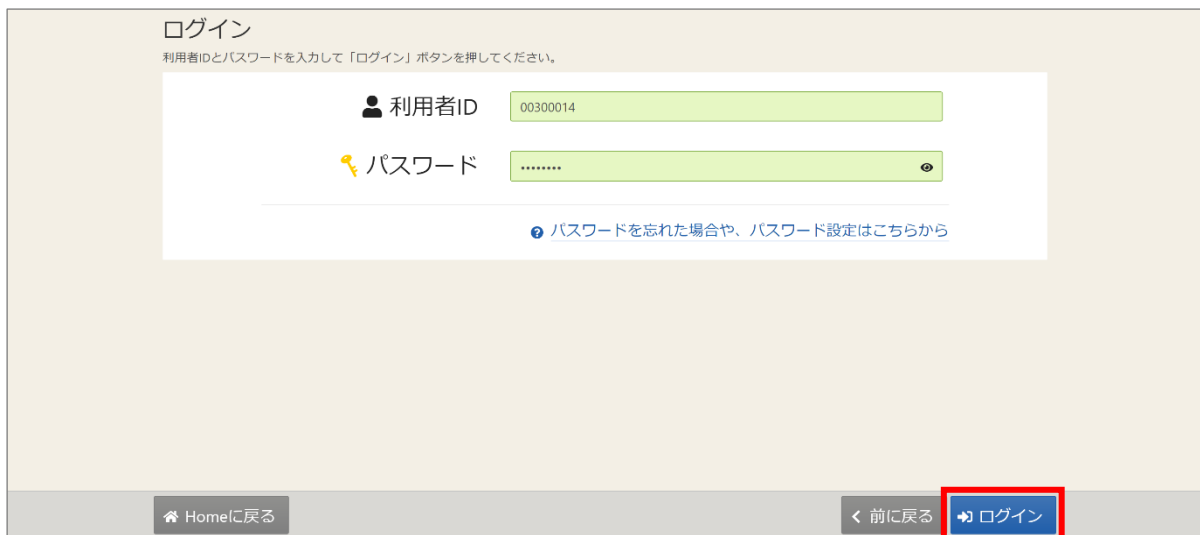 ログイン
利用者IDとパスワードを入力して「ログイン」ボタンを押してください。
利用者ID
00300014
パスワード
••••••••
パスワードを忘れた場合や、パスワード設定はこちらから
Homeに戻る
前に戻る
ログイン